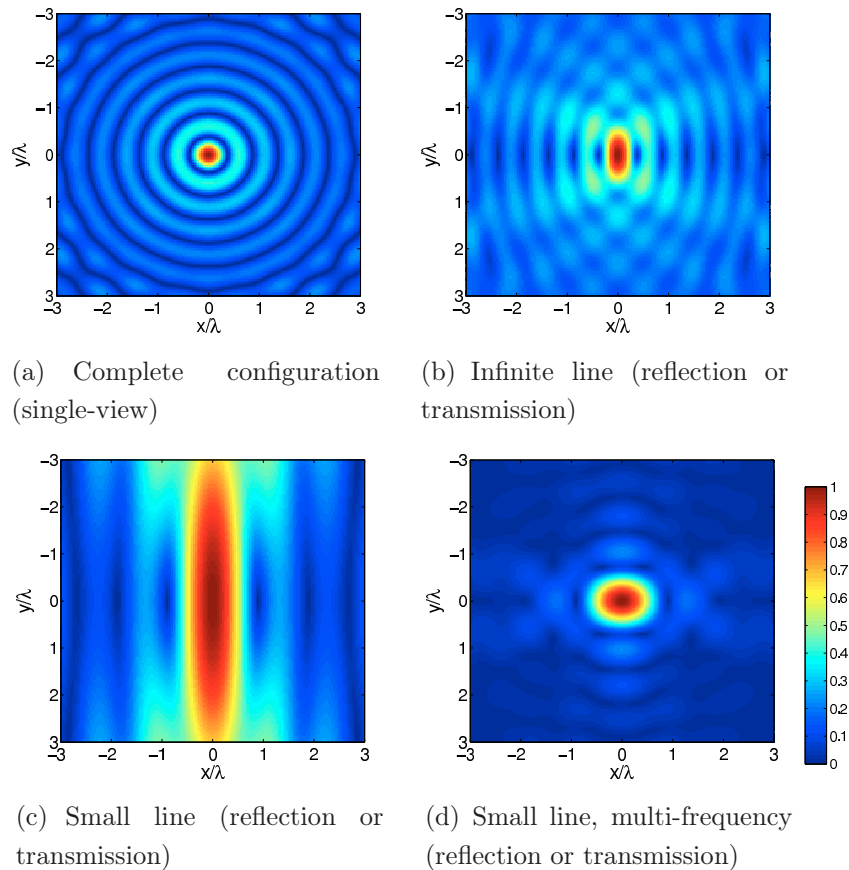 −3
−2
−1
0
1
2
3
−3 −2 −1 0 1 2 3
y/λ
x/λ
−3
−2
−1
0
1
2
3
−3 −2 −1 0 1 2 3
y/λ
x/λ
(a) Complete configuration
(single-view)
(b) Infinite line (reflection or
transmission)
−3
−2
−1
0
1
2
3
−3 −2 −1 0 1 2 3
y/λ
x/λ
−3
−2
−1
0
1
2
3
−3 −2 −1 0 1 2 3
y/λ
x/λ
1
0.9
0.8
0.7
0.6
0.5
0.4
0.3
0.2
0.1
0
(c) Small line (reflection or
transmission)
(d) Small line, multi-frequency
(reflection or transmission)